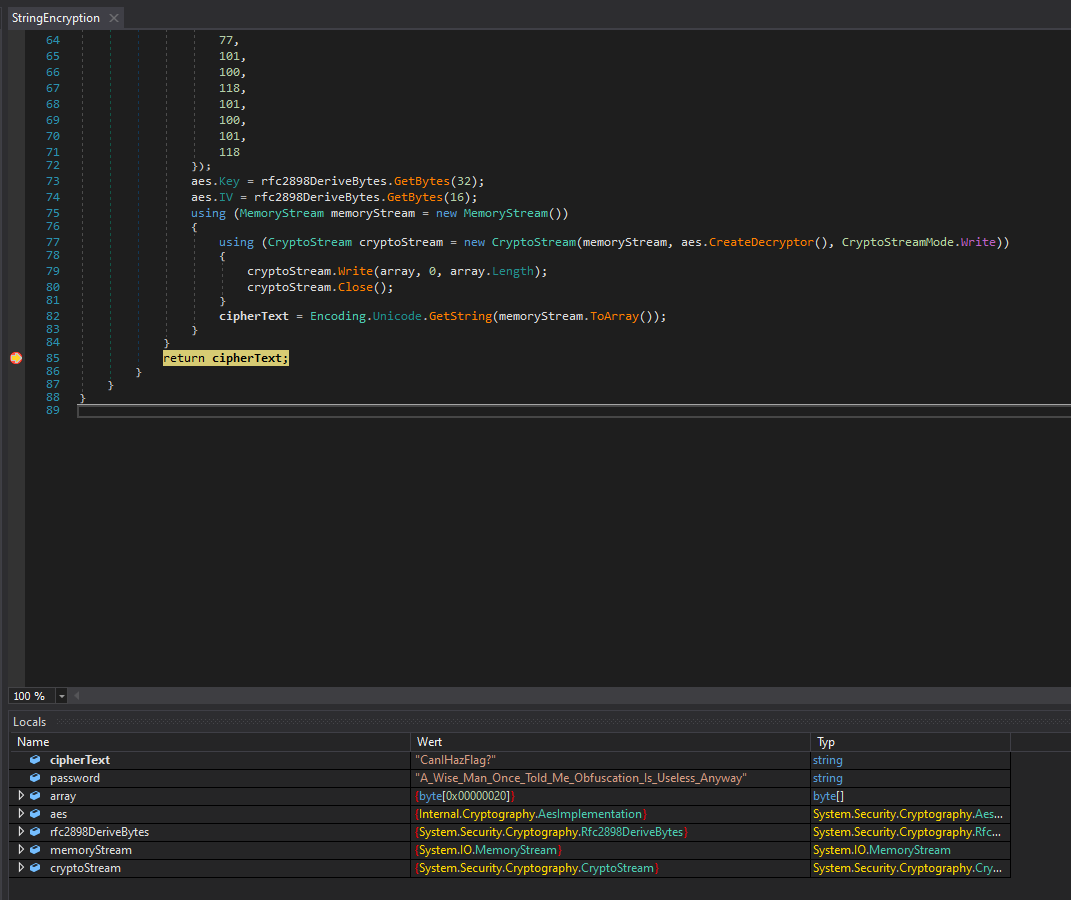 StringEncryption
64 77,
65 101,
66 100,
67 118,
68 101,
69 100,
70 101,
71 118
72 });
73 aes.Key = rfc2898DeriveBytes.GetBytes(32);
74 aes.IV = rfc2898DeriveBytes.GetBytes(16);
75 using (MemoryStream memoryStream = new MemoryStream())
76 {
77 using (CryptoStream cryptoStream = new CryptoStream(memoryStream, aes.CreateDecryptor(), CryptoStreamMode.Write))
78 {
79 cryptoStream.Write(array, 0, array.Length);
80 cryptoStream.Close();
81 }
82 cipherText = Encoding.Unicode.GetString(memoryStream.ToArray());
83 }
84 }
85 return cipherText;
86 }
87 }
88 }
89
100 %
Locals
Name Wert Typ
cipherText "CanIHazFlag?" string
password "A_Wise_Man_Once_Told_Me_Obfuscation_Is_Useless_Anyway" string
array {byte[0x00000020]} byte[]
aes {Internal.Cryptography.AesImplementation} System.Security.Cryptography.Aes...
rfc2898DeriveBytes {System.Security.Cryptography.Rfc2898DeriveBytes} System.Security.Cryptography.Rfc...
memoryStream {System.IO.MemoryStream} System.IO.MemoryStream
cryptoStream {System.Security.Cryptography.CryptoStream} System.Security.Cryptography.Cry...